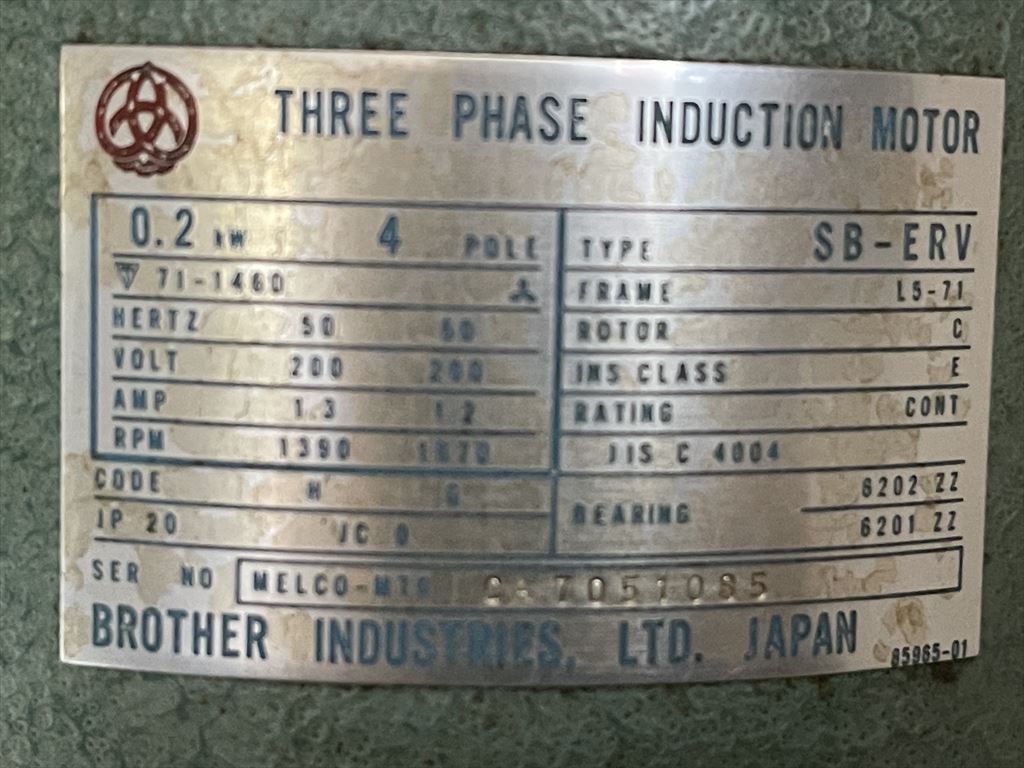 THREE PHASE INDUCTION MOTOR
0.2 kW 4 POLE
71-1460
HERTZ 50 60
VOLT 200 200
AMP 1.3 1.2
RPM 1390 1670
CODE H G
IP 20 JC 0
TYPE SB-ERV
FRAME L5-71
ROTOR C
INS CLASS E
RATING CONT
JIS C 4004
BEARING 6202 ZZ
6201 ZZ
SER NO MELCO-MTG 7051085
BROTHER INDUSTRIES, LTD. JAPAN
85965-01